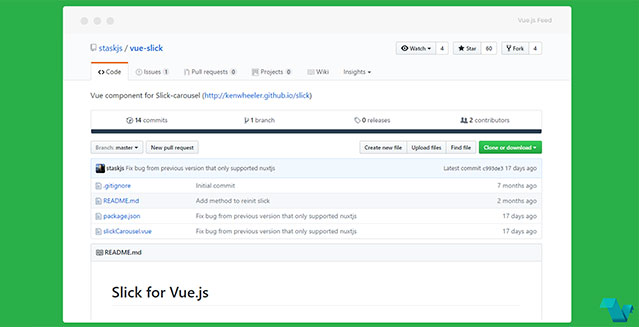 Vue.js Feed
staskjs / vue-slick
Watch 4 Star 60 Fork 4
Code Issues 1 Pull requests 0 Projects 0 Wiki Insights
Vue component for Slick-carousel (http://kenwheeler.github.io/slick)
14 commits 1 branch 0 releases 2 contributors
Branch: master New pull request Create new file Upload files Find file Clone or download
staskjs Fix bug from previous version that only supported nuxtjs Latest commit c993de3 17 days ago
.gitignore Initial commit 7 months ago
README.md Add method to reinit slick 2 months ago
package.json Fix bug from previous version that only supported nuxtjs 17 days ago
slickCarousel.vue Fix bug from previous version that only supported nuxtjs 17 days ago
README.md
Slick for Vue.js